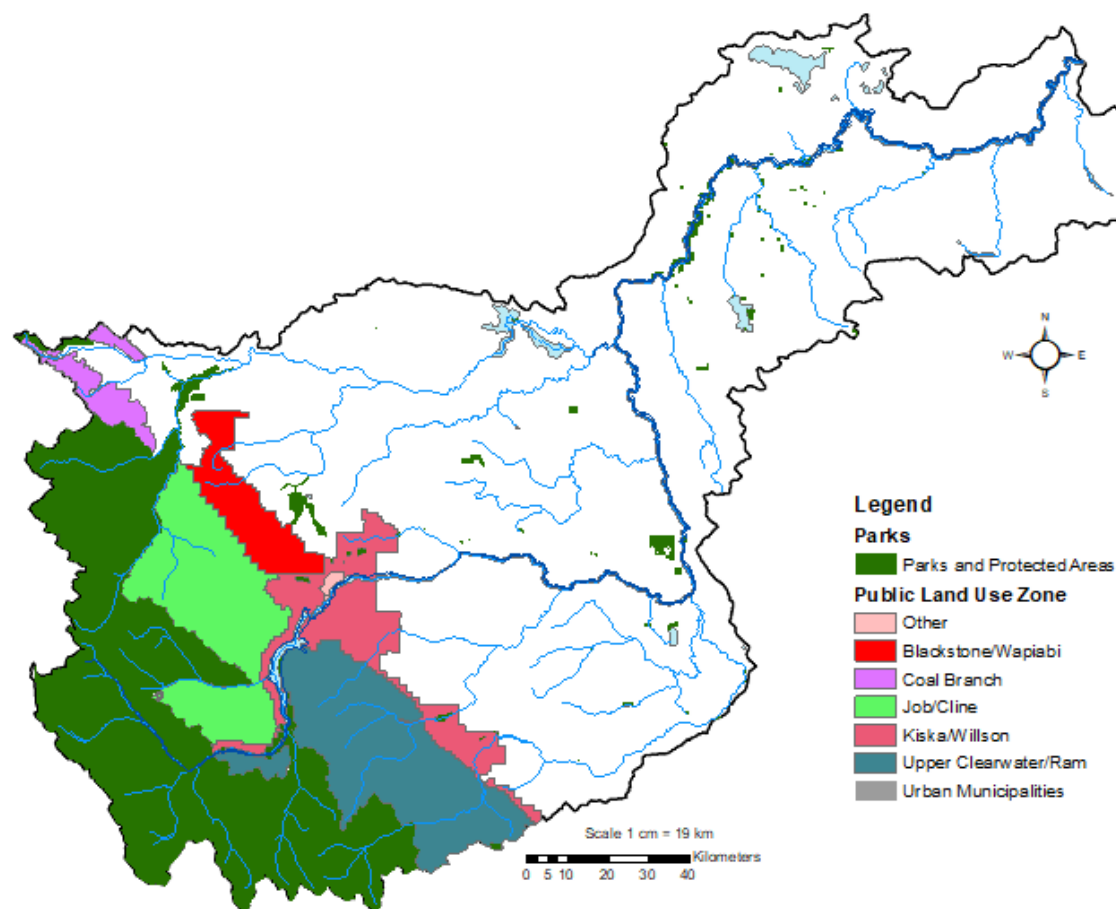 N
W E
S
Legend
Parks
Parks and Protected Areas
Public Land Use Zone
Other
Blackstone/Wapiabi
Coal Branch
Job/Cline
Kiska/Willson
Upper Clearwater/Ram
Urban Municipalities
Scale 1 cm = 19 km
Kilometers
0 5 10 20 30 40